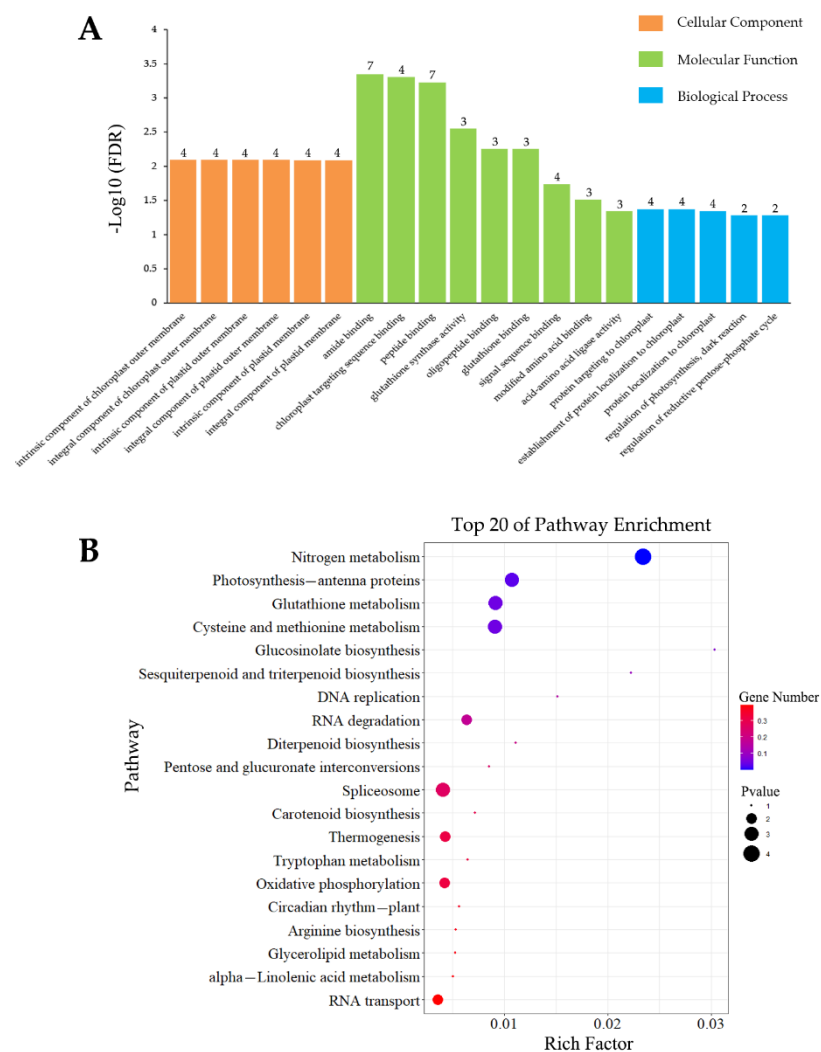 A
Cellular Component
Molecular Function
Biological Process
-Log10 (FDR)
4
3.5
3
2.5
2
1.5
1
0.5
0
4 4 4 4 4 4 7 4 7 3 3 3 4 3 3 4 4 4 2 2
intrinsic component of chloroplast outer membrane
integral component of chloroplast outer membrane
intrinsic component of plastid outer membrane
integral component of plastid outer membrane
intrinsic component of plastid membrane
integral component of plastid membrane
amide binding
chloroplast targeting sequence binding
peptide binding
glutathione synthase activity
oligopeptide binding
glutathione binding
signal sequence binding
modified amino acid binding
acid-amino acid ligase activity
protein targeting to chloroplast
establishment of protein localization to chloroplast
protein localization to chloroplast
regulation of photosynthesis, dark reaction
regulation of reductive pentose-phosphate cycle
B
Top 20 of Pathway Enrichment
Pathway
Nitrogen metabolism
Photosynthesis—antenna proteins
Glutathione metabolism
Cysteine and methionine metabolism
Glucosinolate biosynthesis
Sesquiterpenoid and triterpenoid biosynthesis
DNA replication
RNA degradation
Diterpenoid biosynthesis
Pentose and glucuronate interconversions
Spliceosome
Carotenoid biosynthesis
Thermogenesis
Tryptophan metabolism
Oxidative phosphorylation
Circadian rhythm—plant
Arginine biosynthesis
Glycerolipid metabolism
alpha—Linolenic acid metabolism
RNA transport
0.01 0.02 0.03
Rich Factor
Gene Number
0.3
0.2
0.1
Pvalue
1
2
3
4